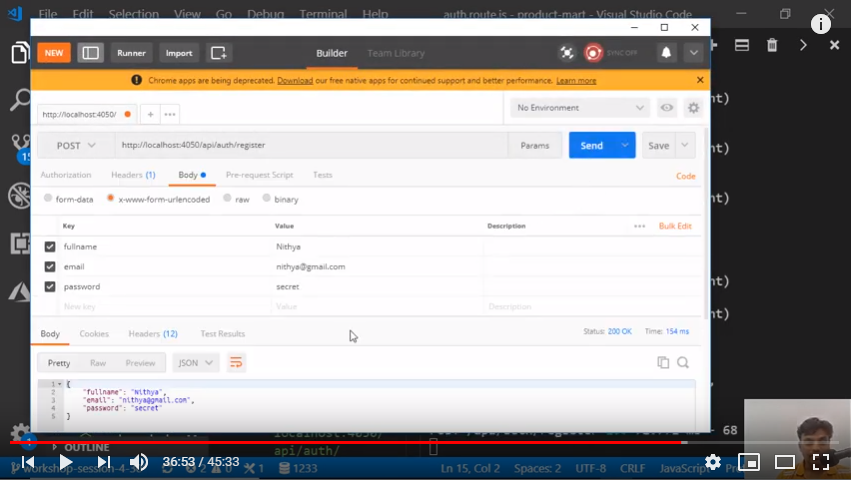 File Edit Selection View Go Debug Terminal Help auth.route.js - product-mart - Visual Studio Code
NEW Runner Import Builder Team Library SYNC OFF
Chrome apps are being deprecated. Download our free native apps for continued support and better performance. Learn more
http://localhost:4050/ No Environment
POST http://localhost:4050/api/auth/register Params Send Save
Authorization Headers (1) Body Pre-request Script Tests Code
form-data x-www-form-urlencoded raw binary
Key Value Description Bulk Edit
fullname Nithya
email nithya@gmail.com
password secret
New key Value Description
Body Cookies Headers (12) Test Results Status: 200 OK Time: 154 ms
Pretty Raw Preview JSON
1 {
2 "fullname": "Nithya",
3 "email": "nithya@gmail.com",
4 "password": "secret"
5 }
ms - 68
OUTLINE
localhost:4050/
api/auth/
36:53 / 45:33
workshop-session-4-3 0 2 0 1 1233 Ln 15, Col 2 Spaces: 2 UTF-8 CRLF JavaScript